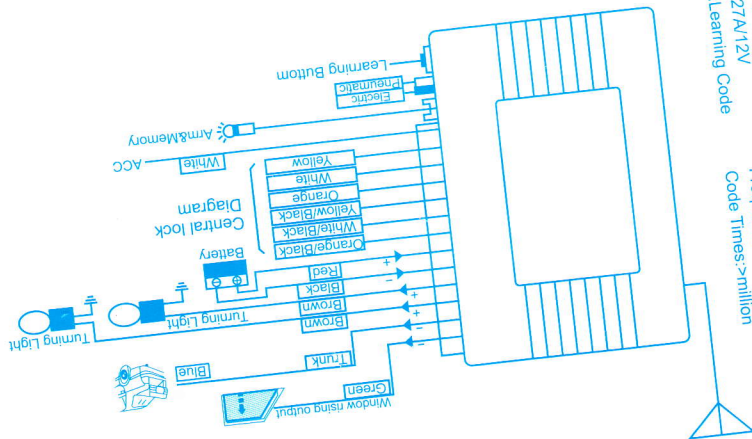 Window rising output
Green
Trunk
Blue
Turning Light
Brown
Turning Light
Brown
Black
Red
Battery
Orange/Black
White/Black
Yellow/Black
Orange
White
Yellow
Central lock
Diagram
White
ACC
Arm&Memory
Electric
Pneumatic
Learning Buttom
27A/12V
Learning Code
Code Times:>million